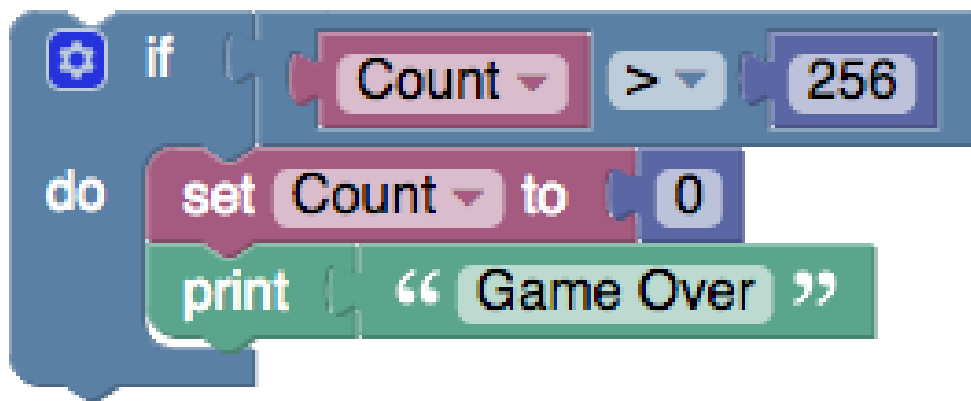 if Count > 256
do set Count to 0
print “ Game Over ”